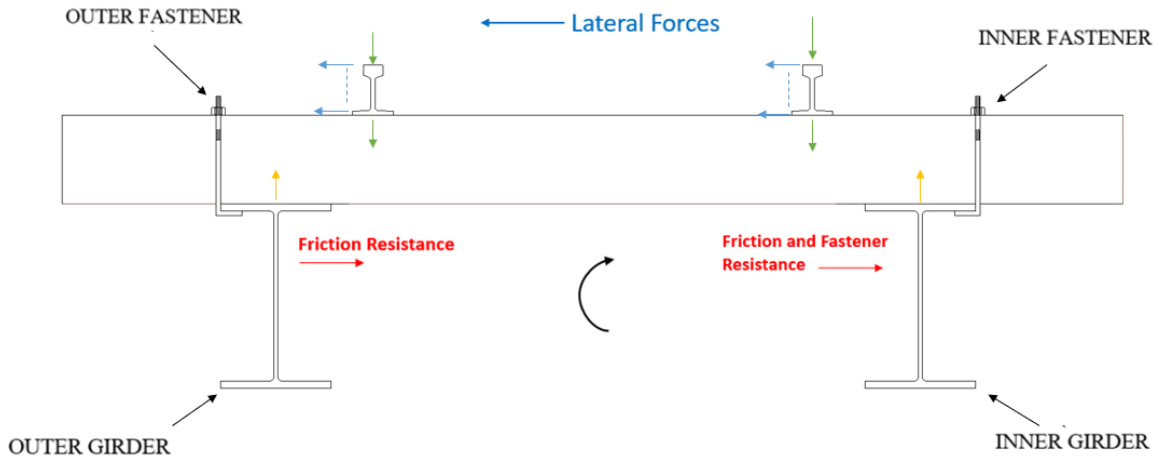 OUTER FASTENER
Lateral Forces
INNER FASTENER
Friction Resistance
Friction and Fastener
Resistance
OUTER GIRDER
INNER GIRDER